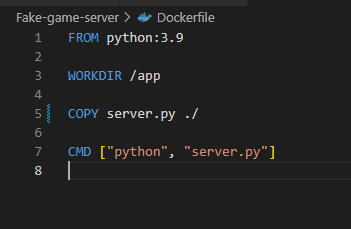 Fake-game-server > Dockerfile
1 FROM python:3.9
2
3 WORKDIR /app
4
5 COPY server.py ./
6
7 CMD ["python", "server.py"]
8